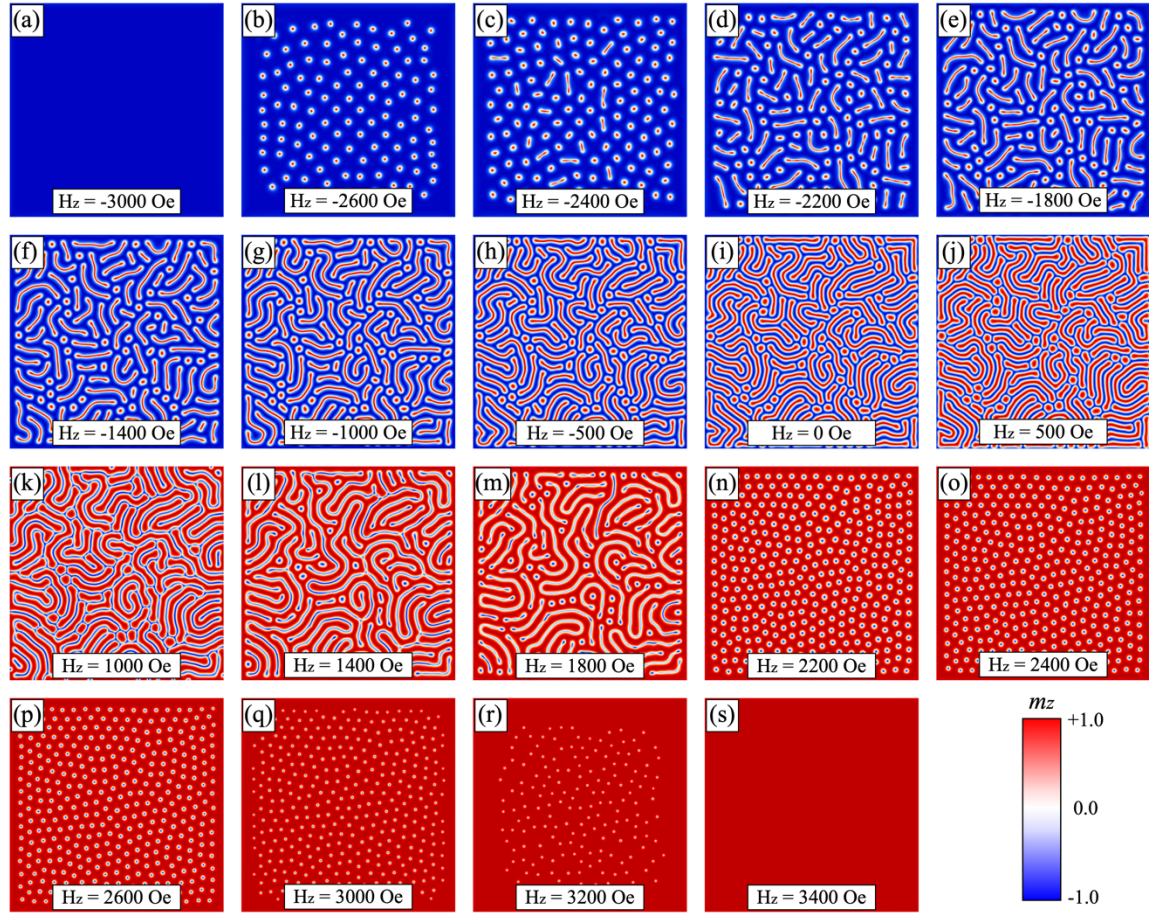 (a)
(b)
(c)
(d)
(e)
Hz = -3000 Oe
Hz = -2600 Oe
Hz = -2400 Oe
Hz = -2200 Oe
Hz = -1800 Oe
(f)
(g)
(h)
(i)
(j)
Hz = -1400 Oe
Hz = -1000 Oe
Hz = -500 Oe
Hz = 0 Oe
Hz = 500 Oe
(k)
(l)
(m)
(n)
(o)
Hz = 1000 Oe
Hz = 1400 Oe
Hz = 1800 Oe
Hz = 2200 Oe
Hz = 2400 Oe
(p)
(q)
(r)
(s)
mz
+1.0
0.0
-1.0
Hz = 2600 Oe
Hz = 3000 Oe
Hz = 3200 Oe
Hz = 3400 Oe